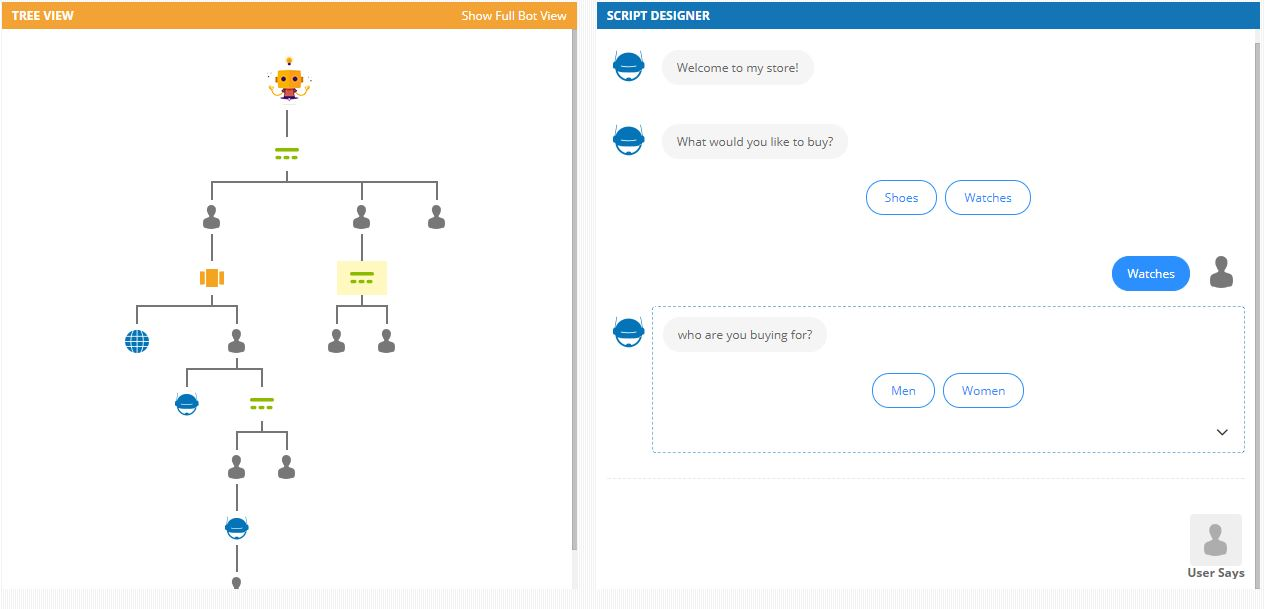 TREE VIEW
Show Full Bot View
SCRIPT DESIGNER
Welcome to my store!
What would you like to buy?
Shoes
Watches
Watches
who are you buying for?
Men
Women
User Says